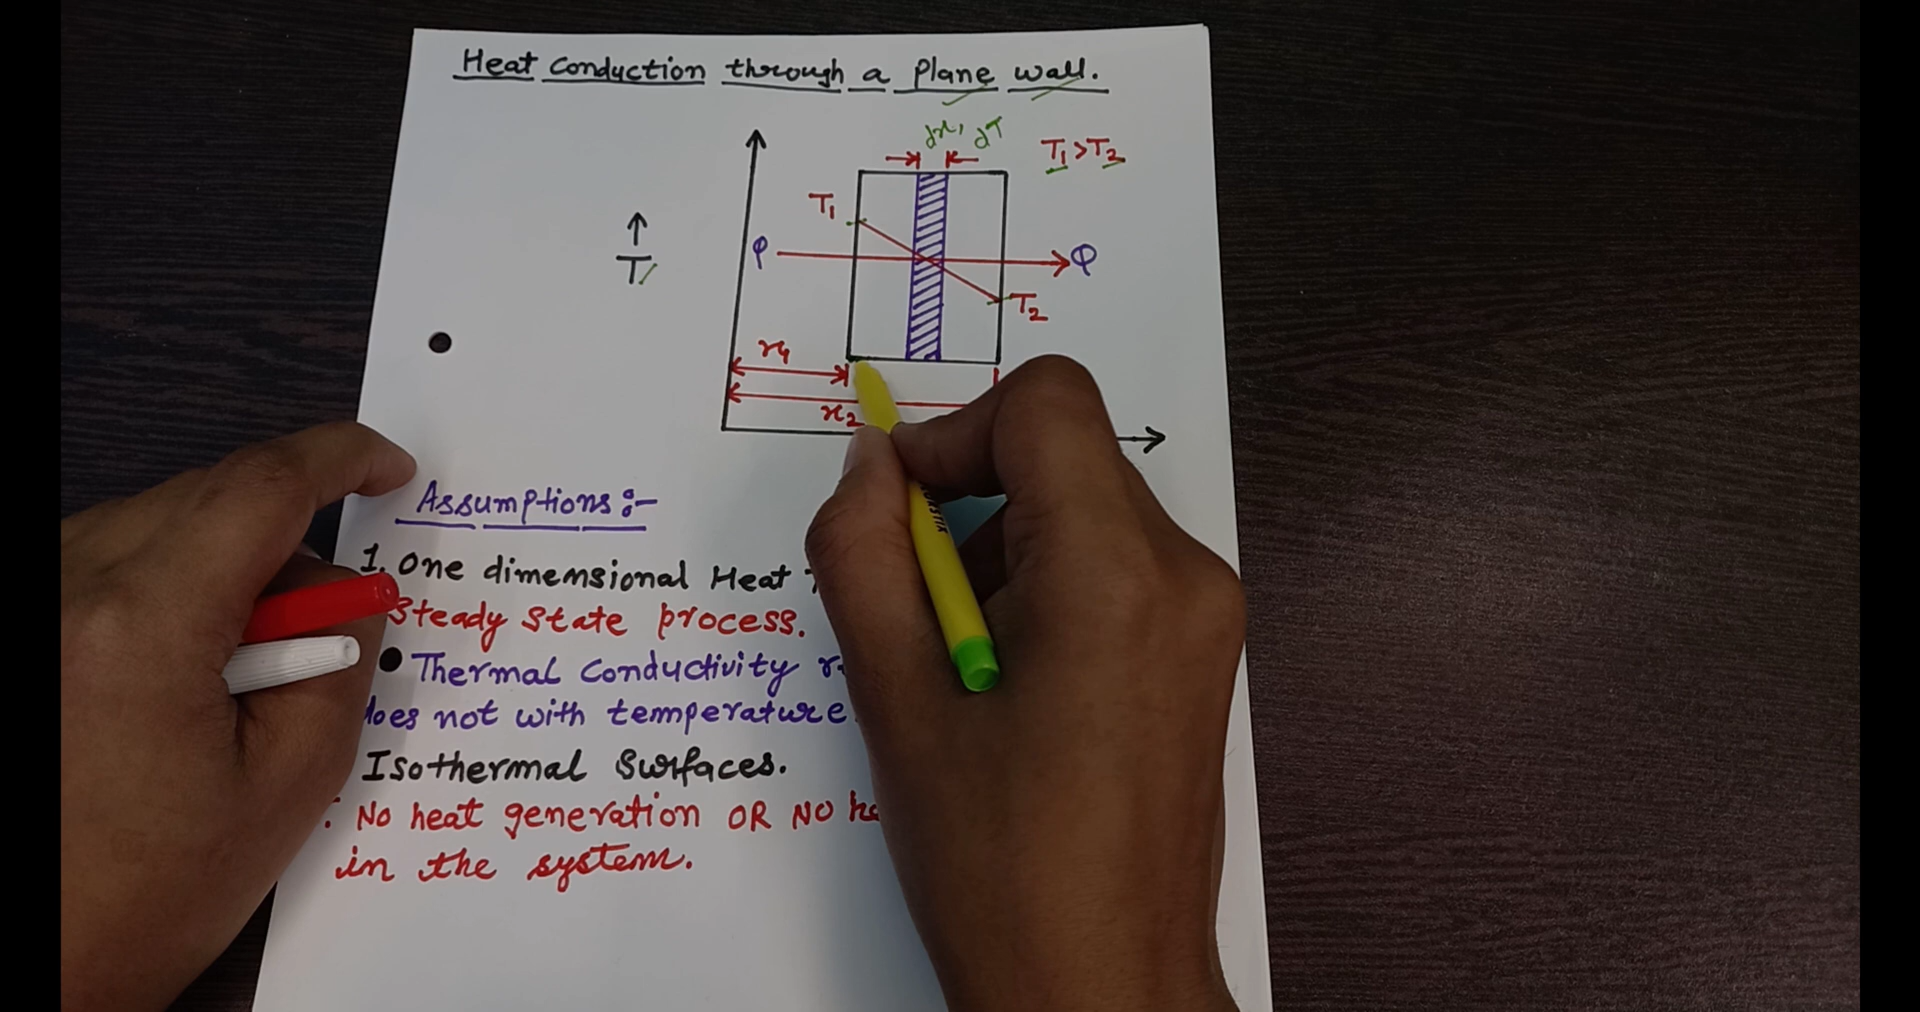 Heat Conduction through a Plane wall.
dx, dT
T1>T2
T1
T
Q
Q
T2
x1
x2
Assumptions:-
1. One dimensional Heat
Steady State process.
Thermal Conductivity
does not with temperature.
Isothermal Surfaces.
No heat generation OR NO
in the system.